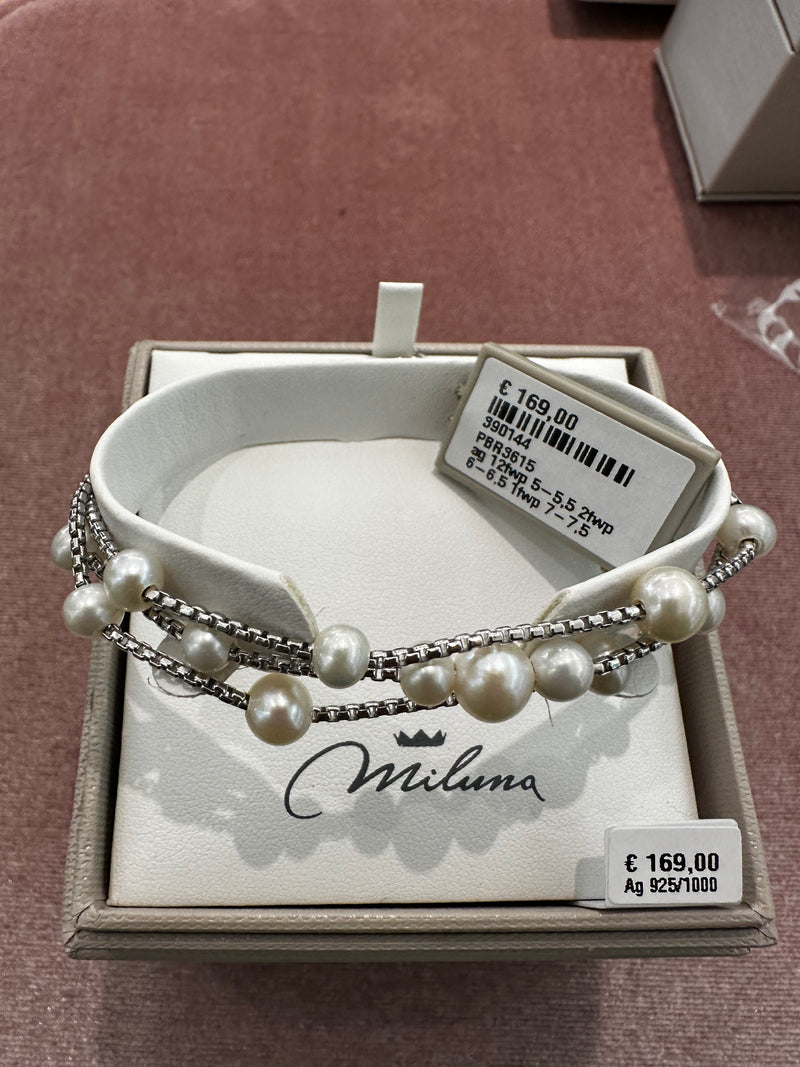 € 169,00
390144
PBR3615
ag 12fwp 5-5,5 2fwp
6-6,5 1fwp 7-7,5
Miluna
€ 169,00
Ag 925/1000